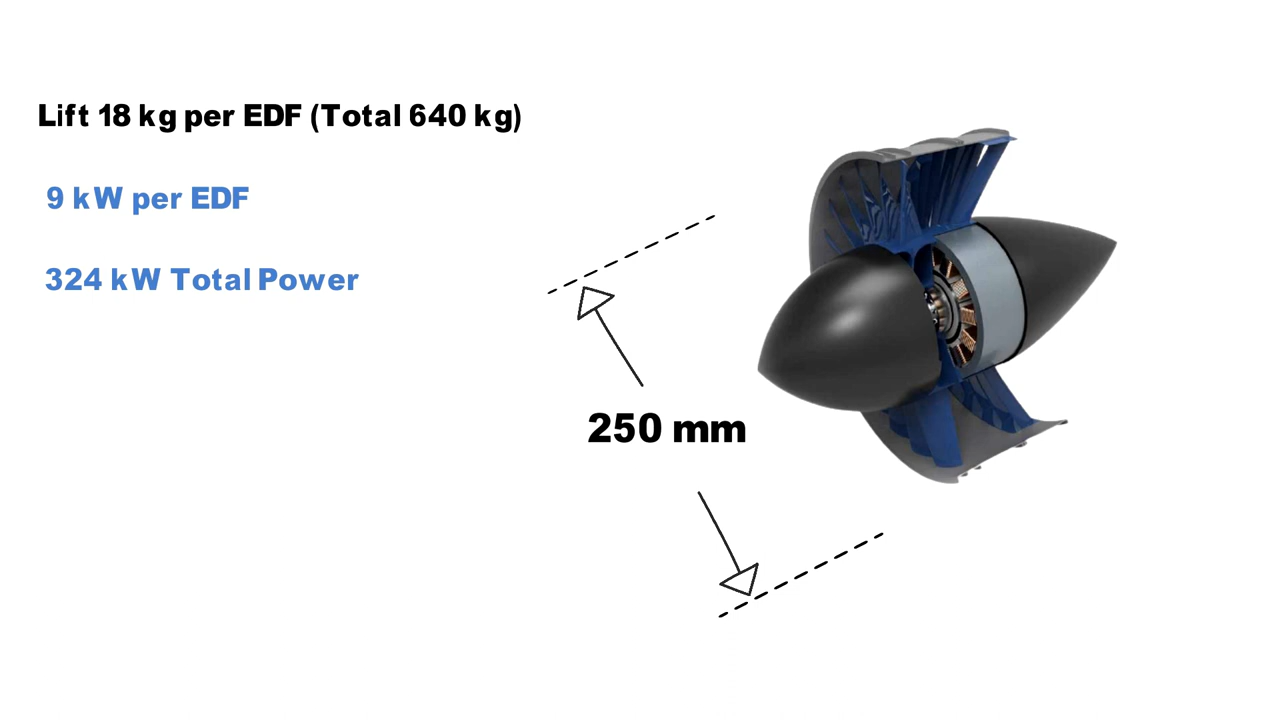 Lift 18 kg per EDF (Total 640 kg)
9 kW per EDF
324 kW Total Power
250 mm